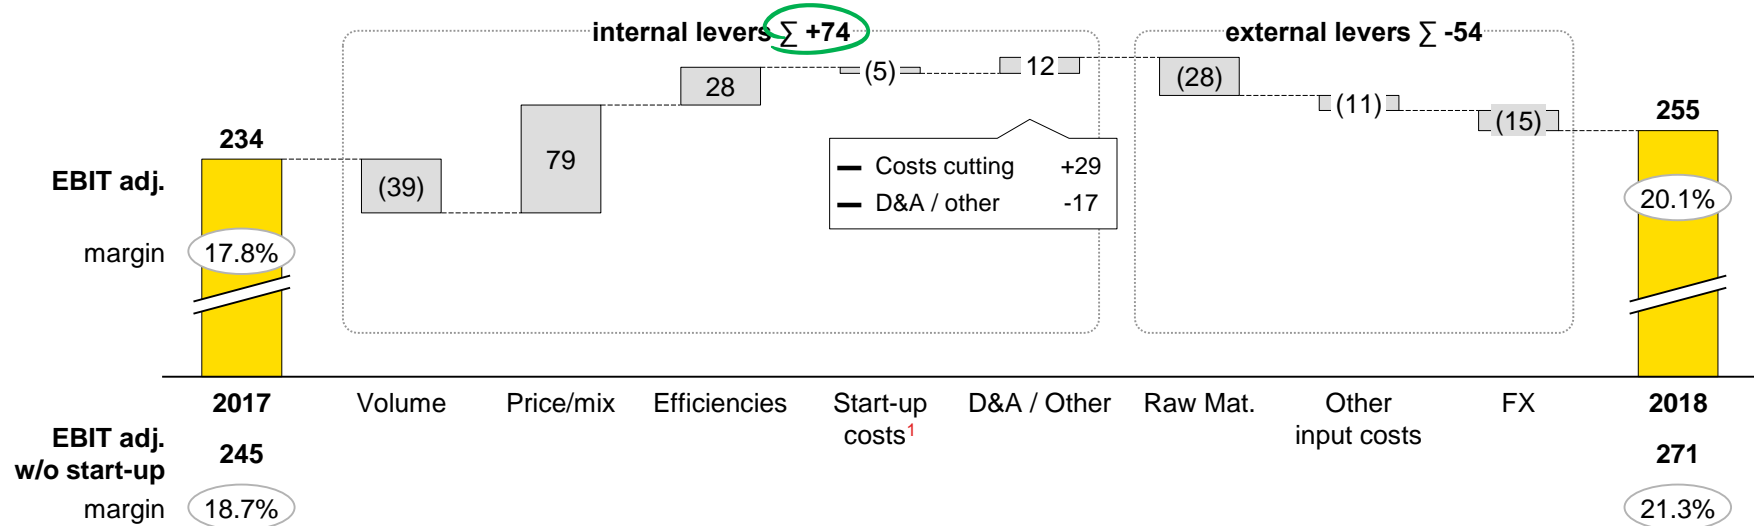 internal levers ∑ +74
external levers ∑ -54
234
(39)
79
28
(5)
12
(28)
(11)
(15)
255
Costs cutting +29
D&A / other -17
EBIT adj.
margin
17.8%
20.1%
2017
Volume
Price/mix
Efficiencies
Start-up
costs¹
D&A / Other
Raw Mat.
Other
input costs
FX
2018
EBIT adj.
w/o start-up
245
271
margin
18.7%
21.3%